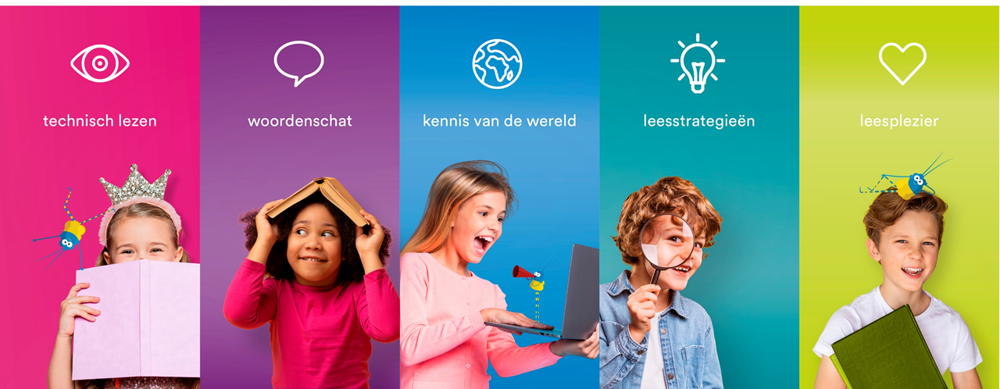 technisch lezen
woordenschat
kennis van de wereld
leesstrategieën
leesplezier